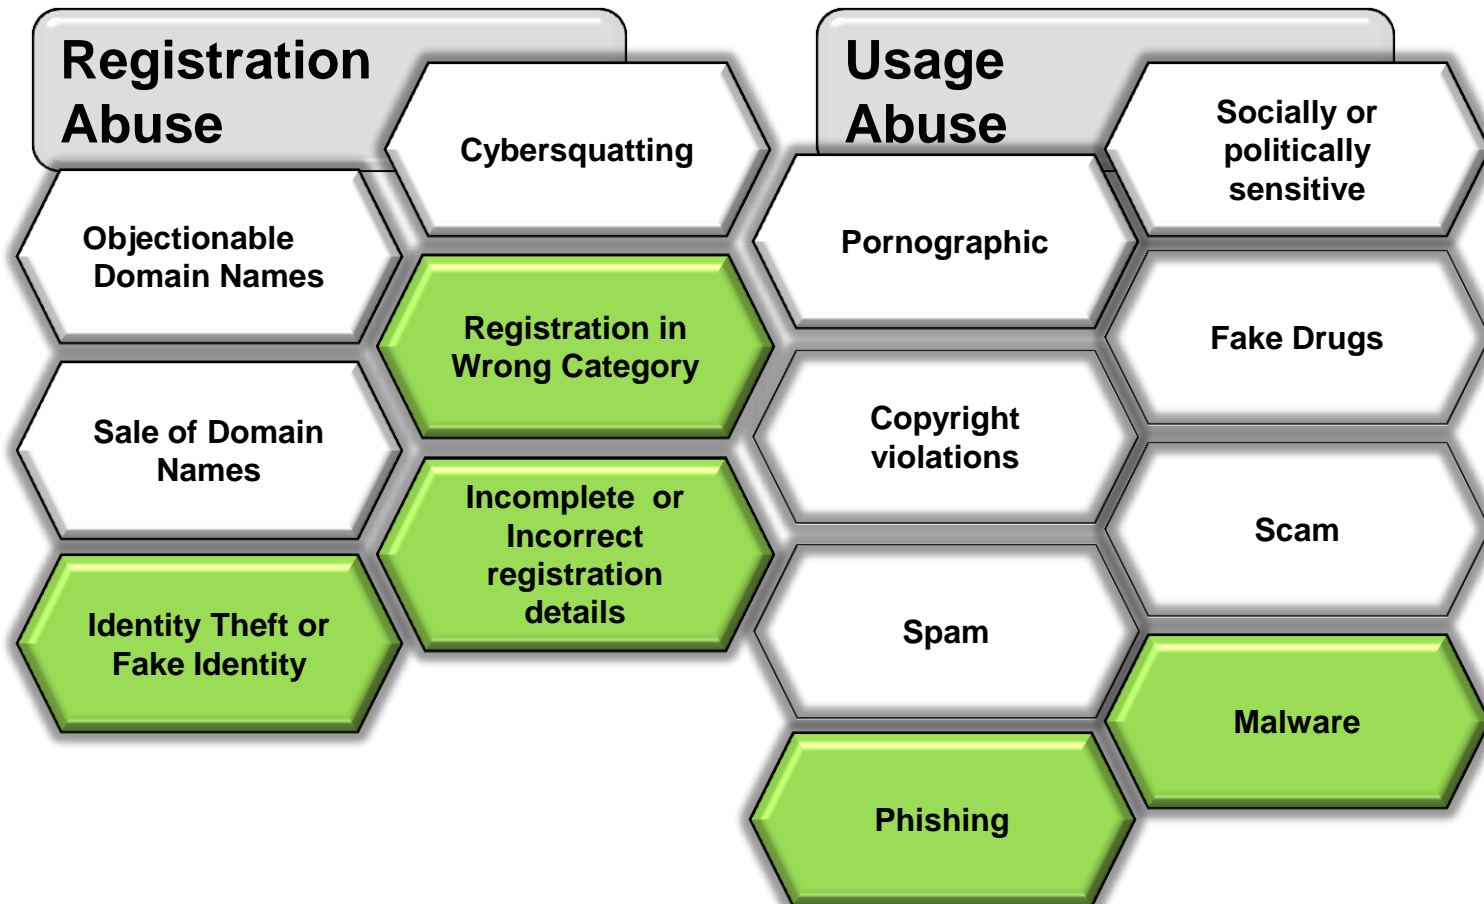 Registration
Abuse
Cybersquatting
Objectionable
Domain Names
Registration in
Wrong Category
Sale of Domain
Names
Incomplete or
Incorrect
registration
details
Identity Theft or
Fake Identity
Usage
Abuse
Socially or
politically
sensitive
Pornographic
Fake Drugs
Copyright
violations
Scam
Spam
Malware
Phishing